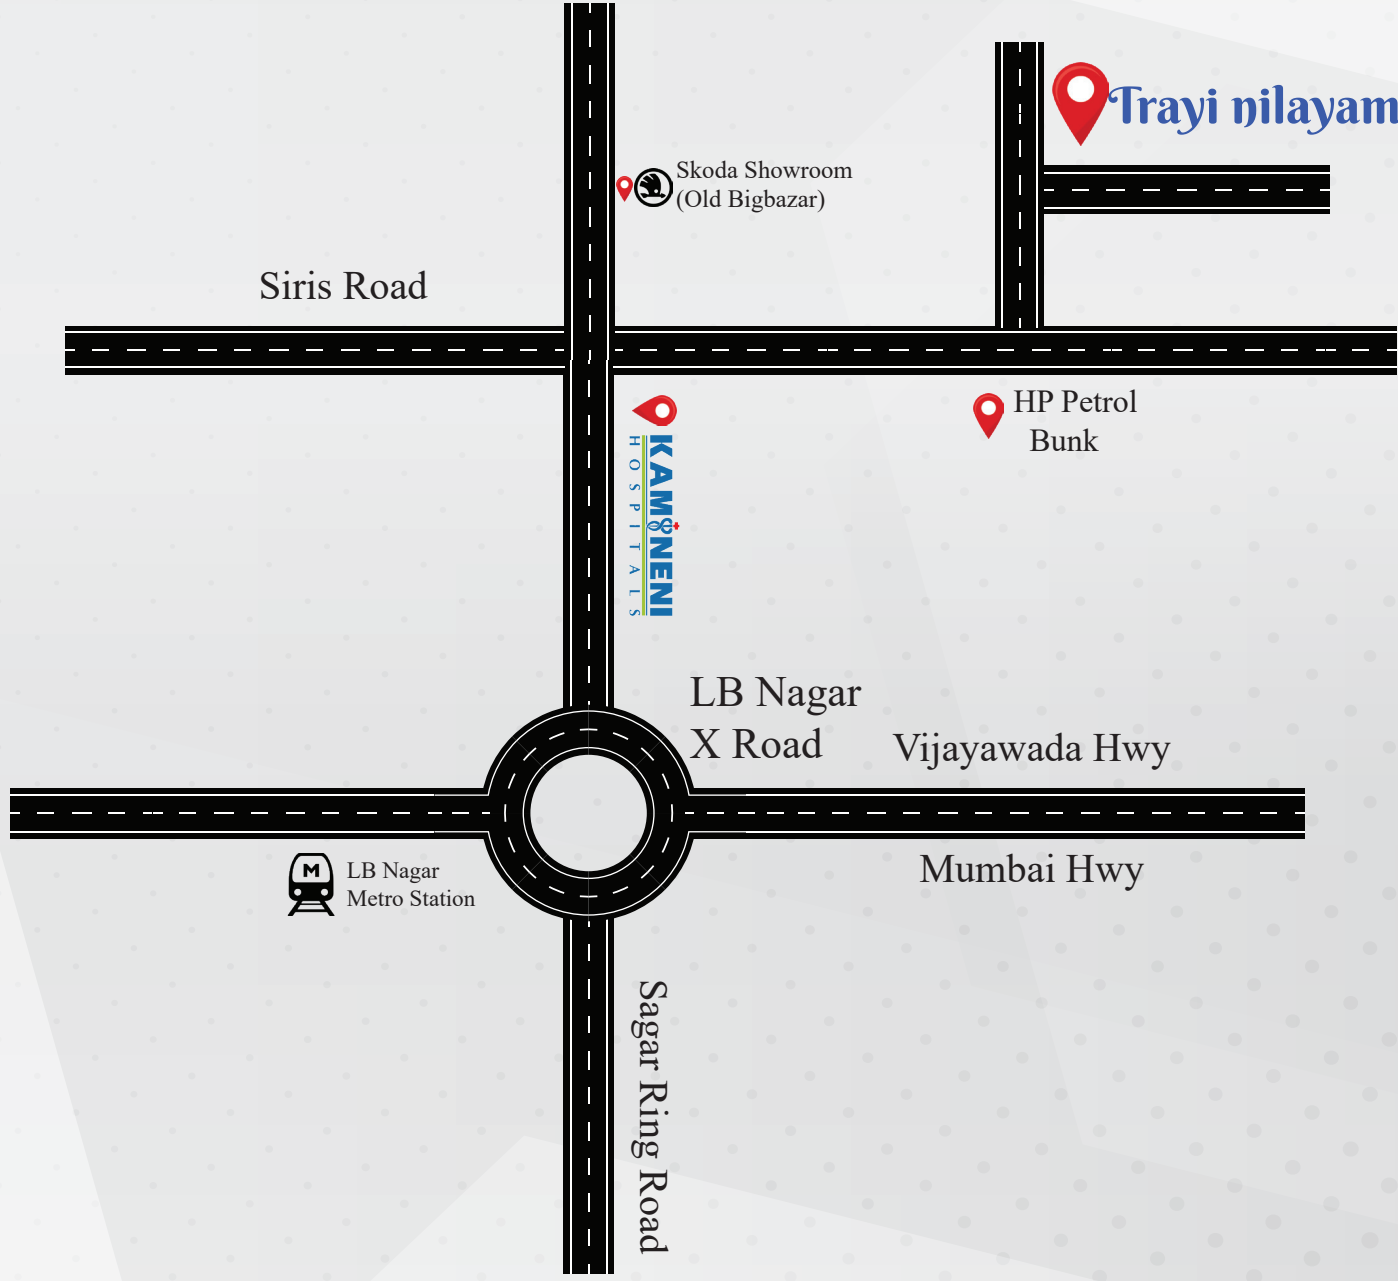 Trayi nilayam
Skoda Showroom
(Old Bigbazar)
Siris Road
HP Petrol
Bunk
KAMINENI
HOSPITALS
LB Nagar
X Road
Vijayawada Hwy
Mumbai Hwy
M
LB Nagar
Metro Station
Sagar Ring Road